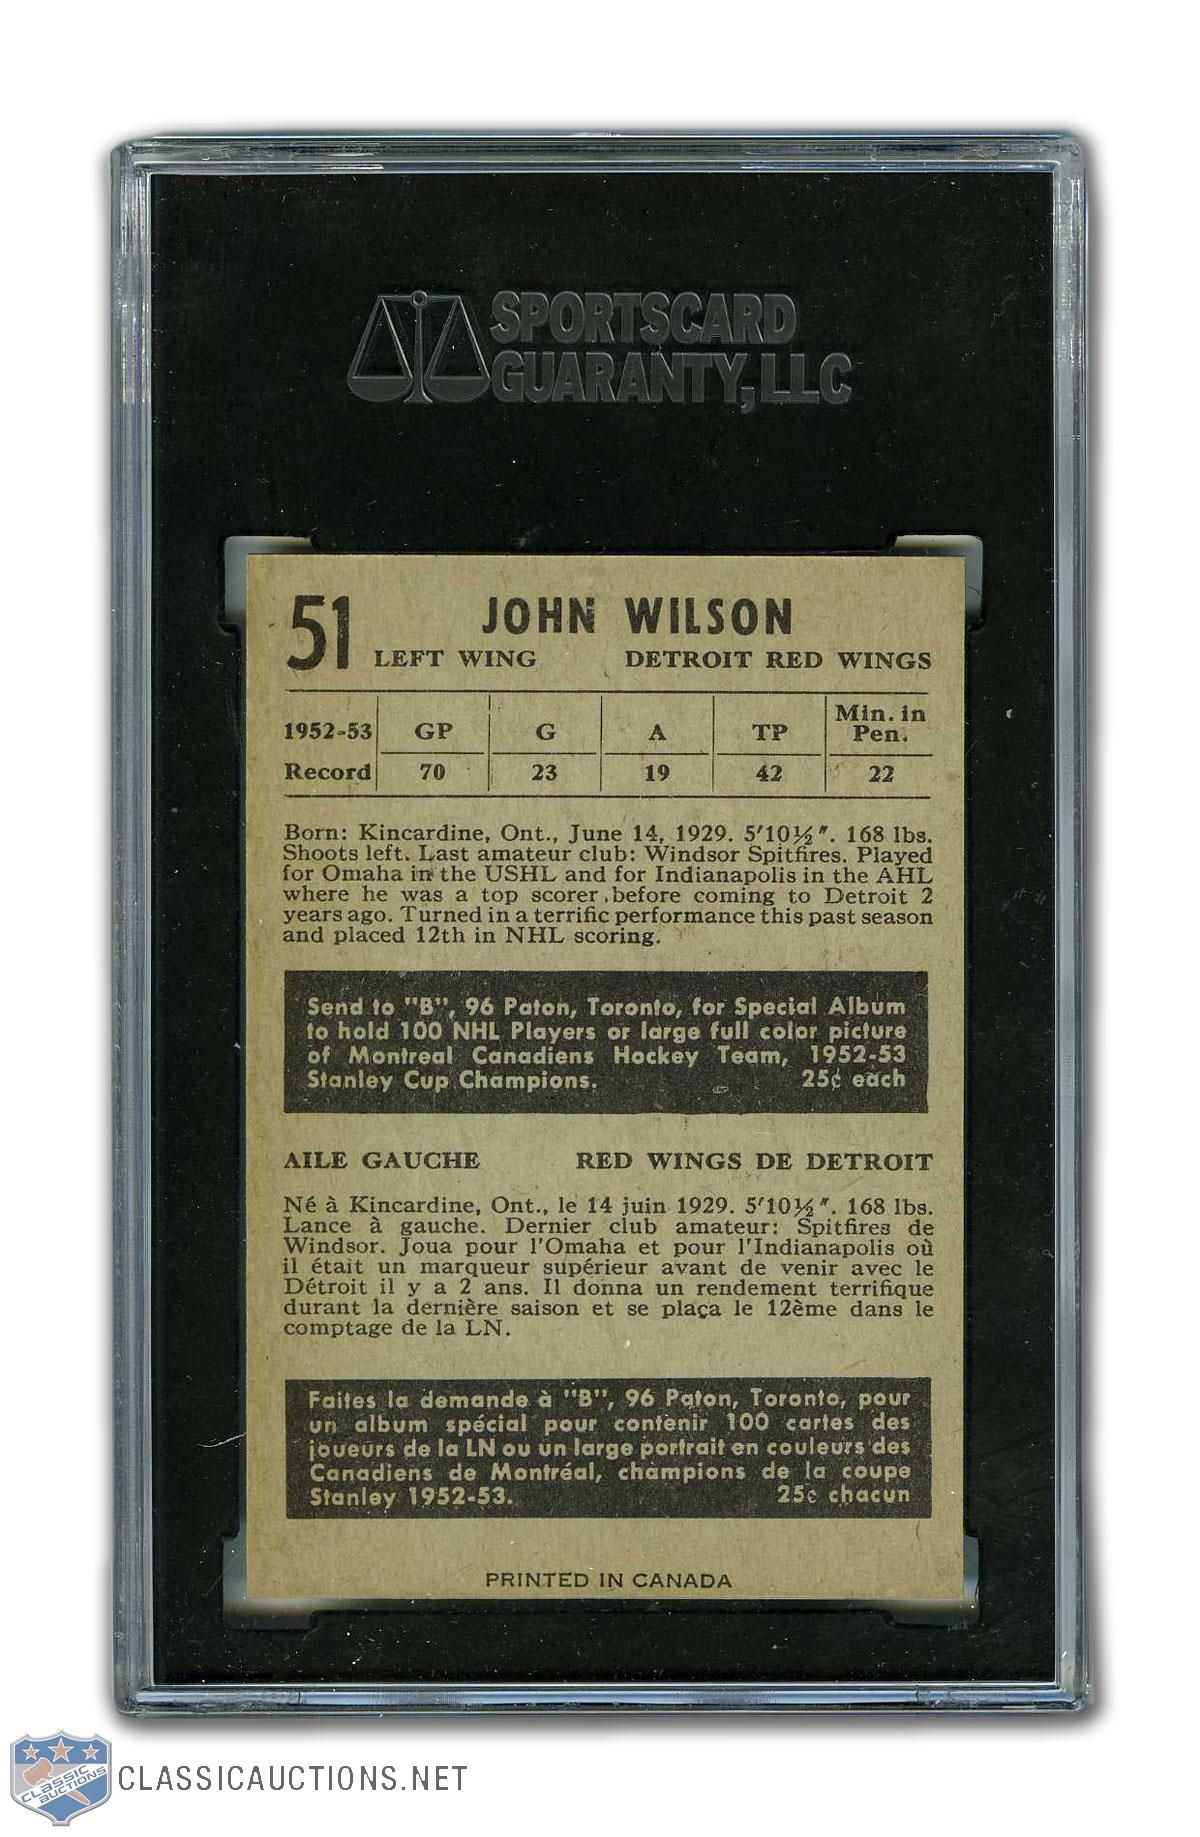 SPORTSCARD
GUARANTY, LLC
51 JOHN WILSON
LEFT WING DETROIT RED WINGS
1952-53 GP G A TP Min. in Pen.
Record 70 23 19 42 22
Born: Kincardine, Ont., June 14, 1929. 5'10½". 168 lbs.
Shoots left. Last amateur club: Windsor Spitfires. Played
for Omaha in the USHL and for Indianapolis in the AHL
where he was a top scorer before coming to Detroit 2
years ago. Turned in a terrific performance this past season
and placed 12th in NHL scoring.
Send to "B", 96 Paton, Toronto, for Special Album
to hold 100 NHL Players or large full color picture
of Montreal Canadiens Hockey Team, 1952-53
Stanley Cup Champions. 25¢ each
AILE GAUCHE RED WINGS DE DETROIT
Né à Kincardine, Ont., le 14 juin 1929. 5'10½". 168 lbs.
Lance à gauche. Dernier club amateur: Spitfires de
Windsor. Joua pour l'Omaha et pour l'Indianapolis où
il était un marqueur supérieur avant de venir avec le
Détroit il y a 2 ans. Il donna un rendement terrifique
durant la dernière saison et se plaça le 12ème dans le
comptage de la LN.
Faites la demande à "B", 96 Paton, Toronto, pour
un album spécial pour contenir 100 cartes des
joueurs de la LN ou un large portrait en couleurs des
Canadiens de Montréal, champions de la coupe
Stanley 1952-53. 25¢ chacun
PRINTED IN CANADA
CLASSIC
AUCTIONS
CLASSICAUCTIONS.NET